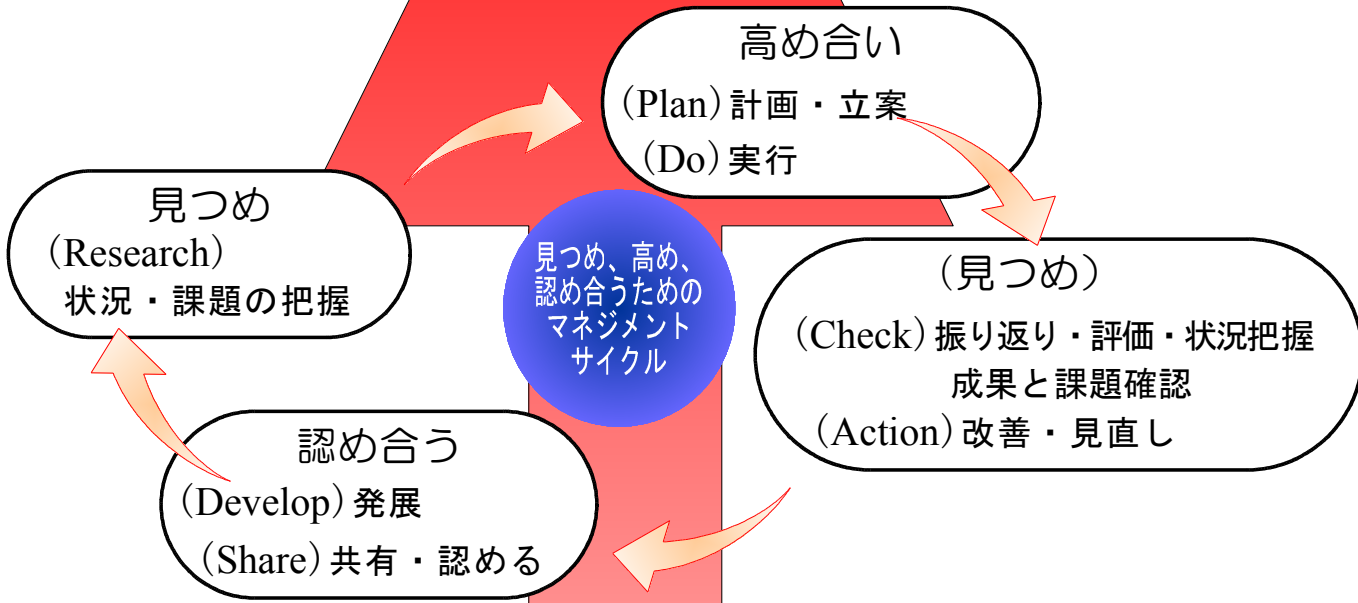 高め合い
(Plan)計画・立案
(Do)実行
見つめ
(Research)
状況・課題の把握
見つめ、高め、
認め合うための
マネジメント
サイクル
(見つめ)
(Check)振り返り・評価・状況把握
成果と課題確認
(Action)改善・見直し
認め合う
(Develop)発展
(Share)共有・認める